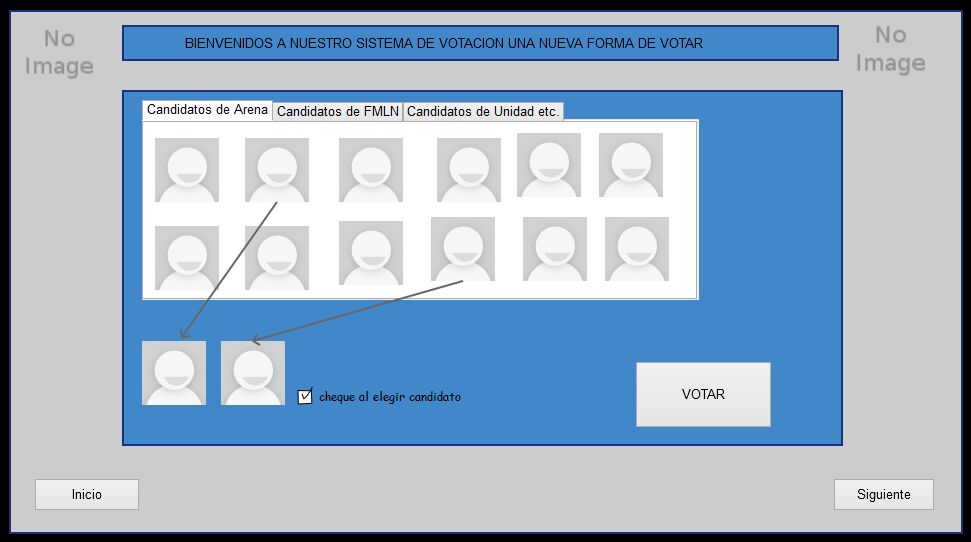 No
Image
BIENVENIDOS A NUESTRO SISTEMA DE VOTACION UNA NUEVA FORMA DE VOTAR
No
Image
Candidatos de Arena
Candidatos de FMLN
Candidatos de Unidad etc.
cheque al elegir candidato
VOTAR
Inicio
Siguiente